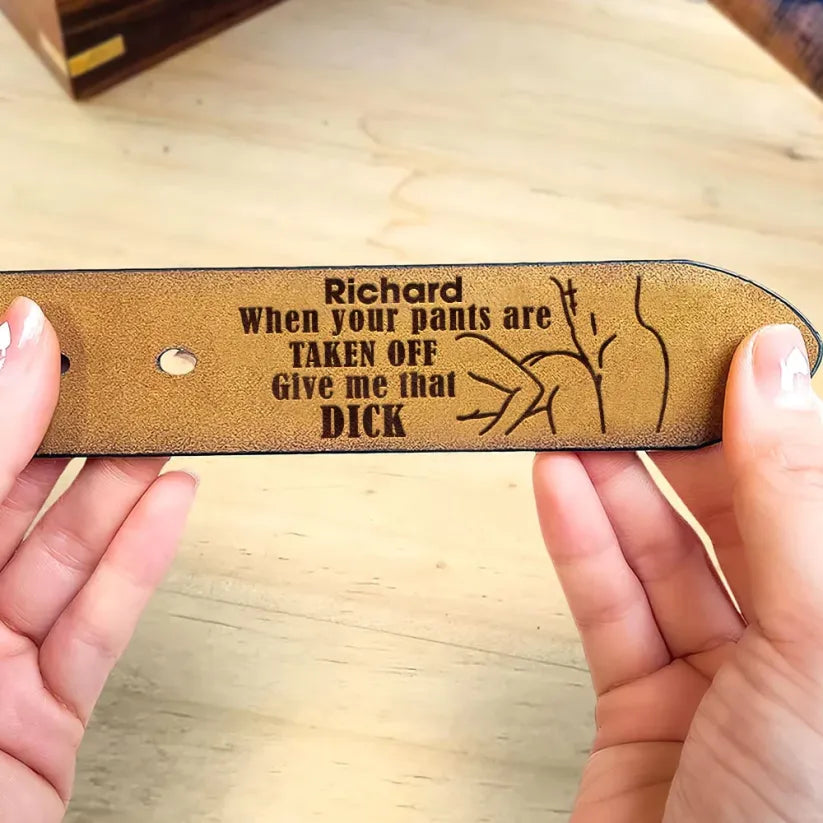 Richard
When your pants are
TAKEN OFF
Give me that
DICK